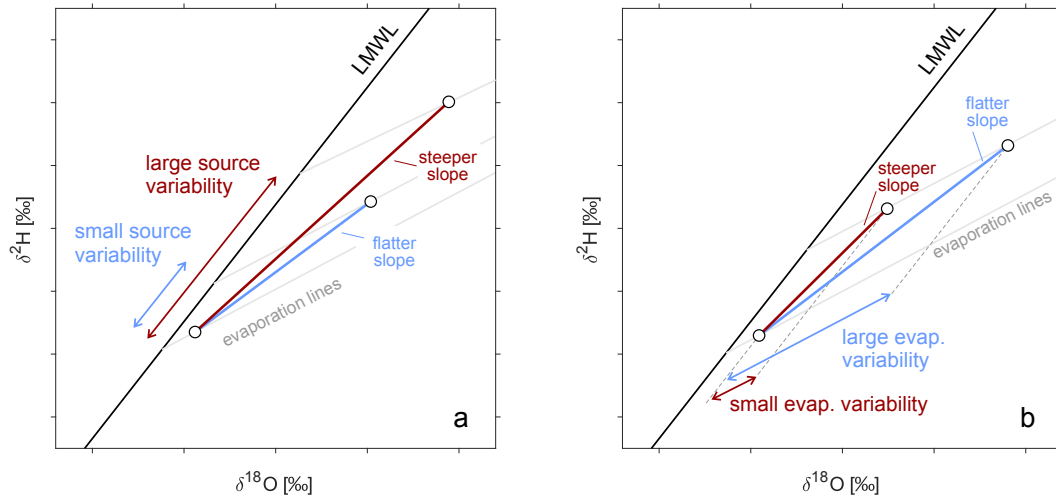 LMWL
large source
variability
small source
variability
steeper
slope
flatter
slope
evaporation lines
a
δ²H [‰]
δ¹⁸O [‰]
LMWL
flatter
slope
steeper
slope
evaporation lines
large evap.
variability
small evap. variability
b
δ²H [‰]
δ¹⁸O [‰]